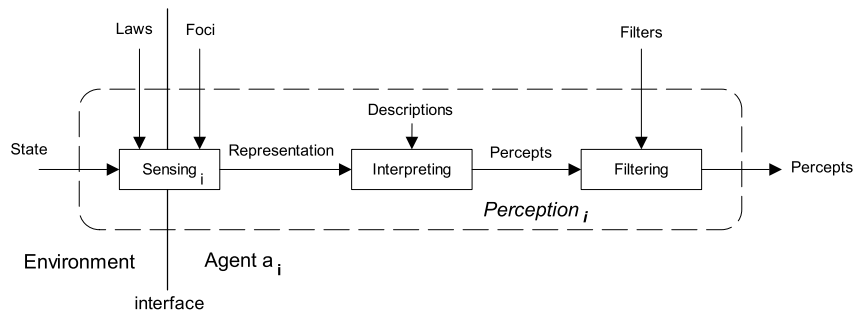 Laws
Foci
Filters
Descriptions
State
Representation
Percepts
Sensing i
Interpreting
Filtering
Percepts
Perception i
Environment
Agent a i
interface